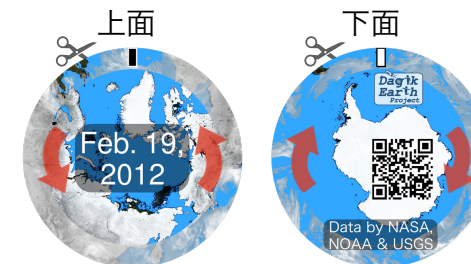 上面
下面
Dagik
Earth
Project
Feb. 19,
2012
Data by NASA,
NOAA & USGS